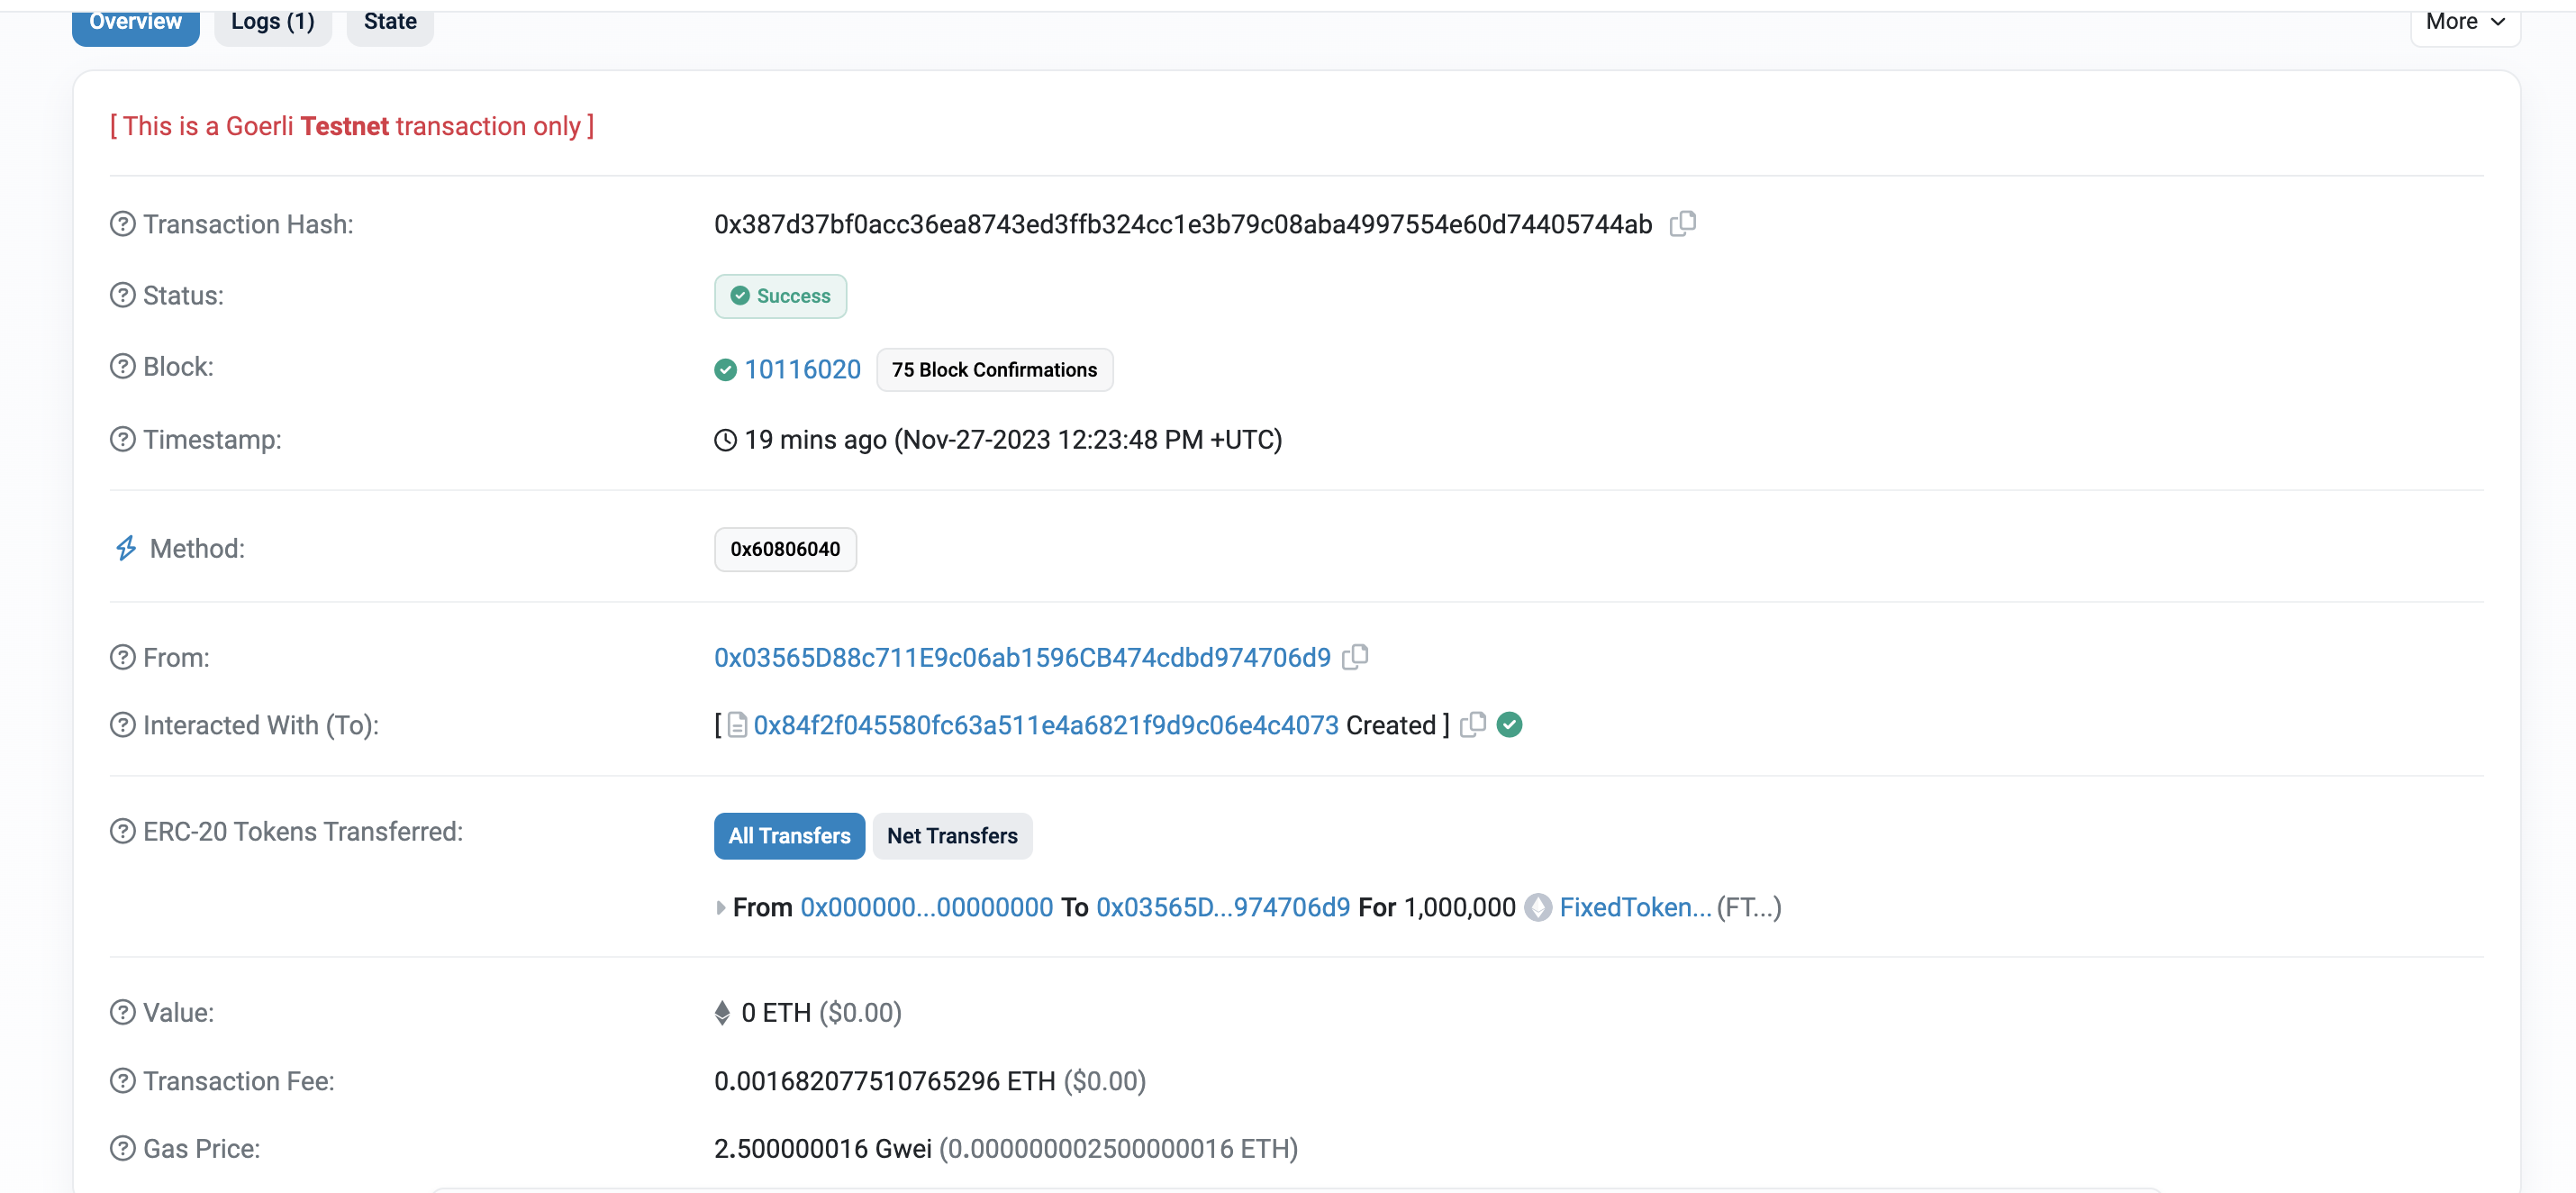 Overview Logs (1) State More
[ This is a Goerli Testnet transaction only ]
Transaction Hash: 0x387d37bf0acc36ea8743ed3ffb324cc1e3b79c08aba4997554e60d74405744ab
Status: Success
Block: 10116020 75 Block Confirmations
Timestamp: 19 mins ago (Nov-27-2023 12:23:48 PM +UTC)
Method: 0x60806040
From: 0x03565D88c711E9c06ab1596CB474cdbd974706d9
Interacted With (To): [ 0x84f2f045580fc63a511e4a6821f9d9c06e4c4073 Created ]
ERC-20 Tokens Transferred: All Transfers Net Transfers
From 0x000000...00000000 To 0x03565D...974706d9 For 1,000,000 FixedToken... (FT...)
Value: 0 ETH ($0.00)
Transaction Fee: 0.001682077510765296 ETH ($0.00)
Gas Price: 2.500000016 Gwei (0.000000002500000016 ETH)